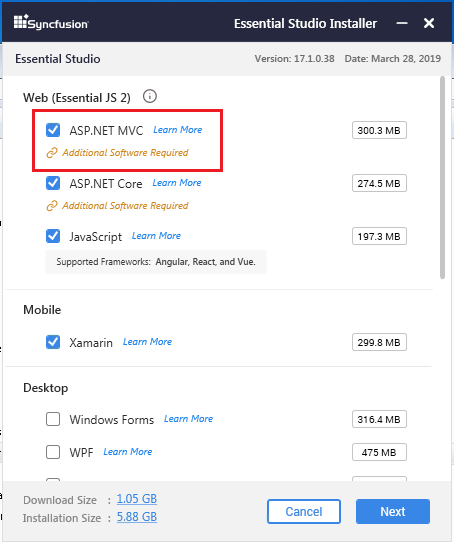 Syncfusion Essential Studio Installer
Essential Studio Version: 17.1.0.38 Date: March 28, 2019
Web (Essential JS 2)
ASP.NET MVC Learn More 300.3 MB
Additional Software Required
ASP.NET Core Learn More 274.5 MB
Additional Software Required
JavaScript Learn More 197.3 MB
Supported Frameworks: Angular, React, and Vue.
Mobile
Xamarin Learn More 299.8 MB
Desktop
Windows Forms Learn More 316.4 MB
WPF Learn More 475 MB
Download Size : 1.05 GB
Installation Size : 5.88 GB
Cancel Next